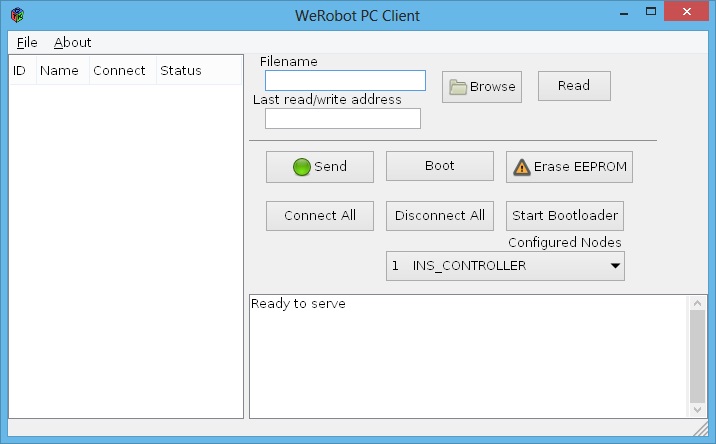 WeRobot PC Client
File About
ID Name Connect Status
Filename
Browse
Read
Last read/write address
Send
Boot
Erase EEPROM
Connect All
Disconnect All
Start Bootloader
Configured Nodes
1 INS_CONTROLLER
Ready to serve